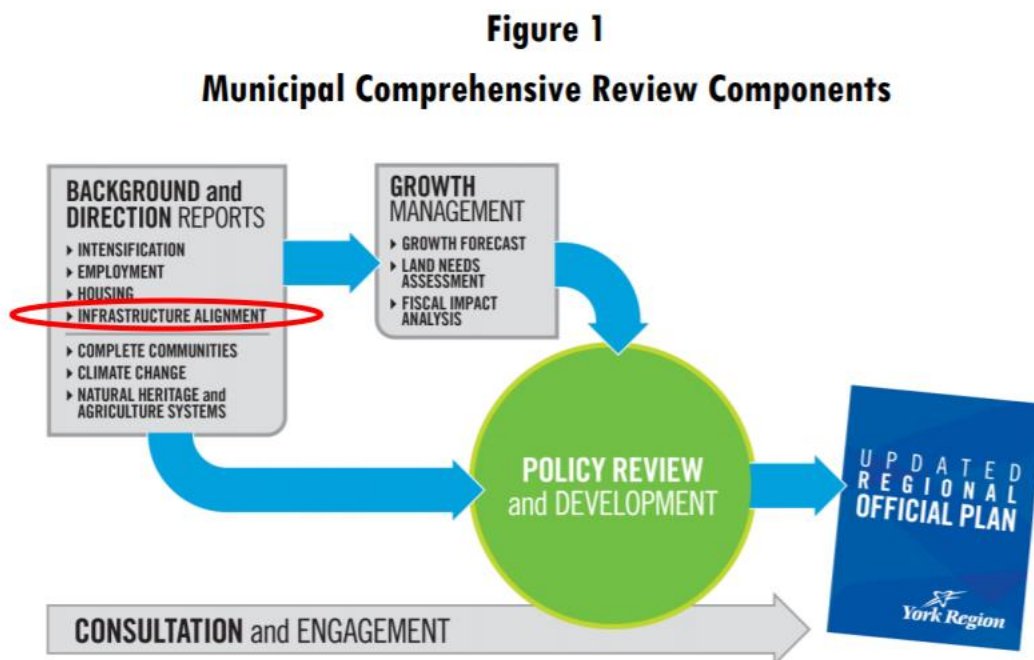 Figure 1
Municipal Comprehensive Review Components
BACKGROUND and
DIRECTION REPORTS
INTENSIFICATION
EMPLOYMENT
HOUSING
INFRASTRUCTURE ALIGNMENT
COMPLETE COMMUNITIES
CLIMATE CHANGE
NATURAL HERITAGE and
AGRICULTURE SYSTEMS
GROWTH
MANAGEMENT
GROWTH FORECAST
LAND NEEDS
ASSESSMENT
FISCAL IMPACT
ANALYSIS
POLICY REVIEW
and DEVELOPMENT
UPDATED
REGIONAL
OFFICIAL PLAN
York Region
CONSULTATION and ENGAGEMENT